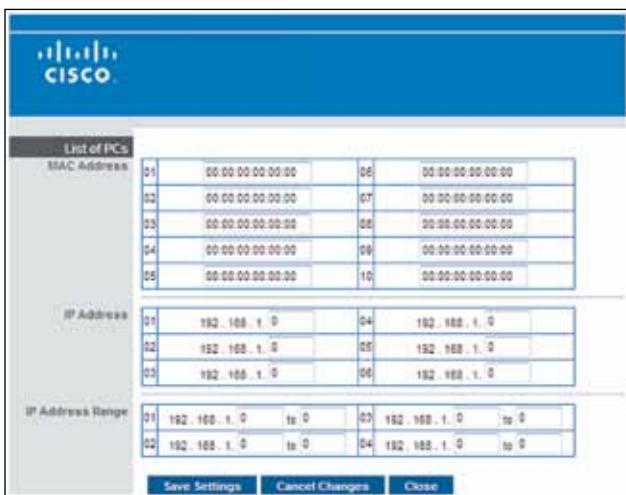 CISCO
List of PCs
MAC Address
01 00:00:00:00:00:00 06 00:00:00:00:00:00
02 00:00:00:00:00:00 07 00:00:00:00:00:00
03 00:00:00:00:00:00 08 00:00:00:00:00:00
04 00:00:00:00:00:00 09 00:00:00:00:00:00
05 00:00:00:00:00:00 10 00:00:00:00:00:00
IP Address
01 192 . 168 . 1. 0 04 192 . 168 . 1. 0
02 192 . 168 . 1. 0 05 192 . 168 . 1. 0
03 192 . 168 . 1. 0 06 192 . 168 . 1. 0
IP Address Range
01 192 . 168 . 1. 0 to 0 03 192 . 168 . 1. 0 to 0
02 192 . 168 . 1. 0 to 0 04 192 . 168 . 1. 0 to 0
Save Settings Cancel Changes Close